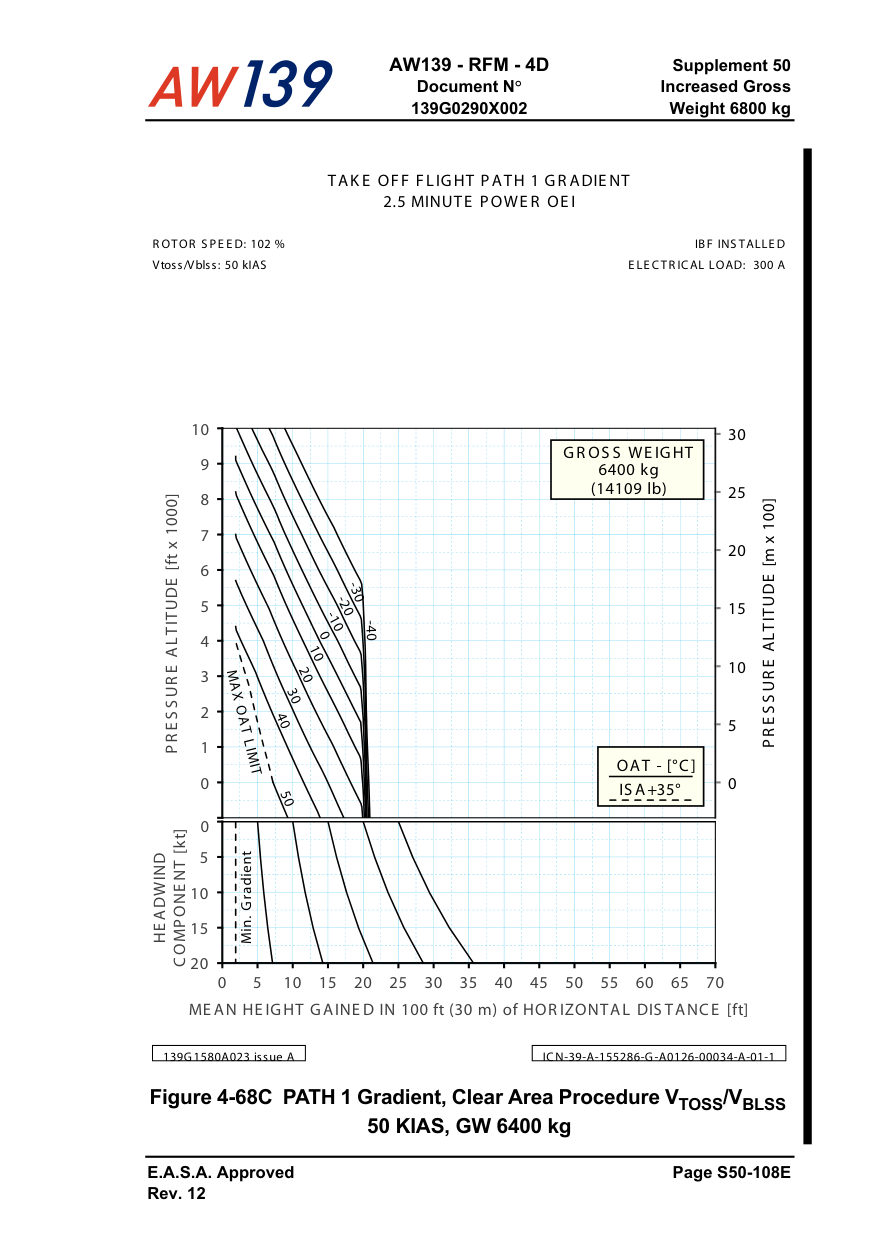 AW139
AW139 - RFM - 4D
Document N°
139G0290X002
Supplement 50
Increased Gross
Weight 6800 kg
TAKE OFF FLIGHT PATH 1 GRADIENT
2.5 MINUTE POWER OEI
ROTOR SPEED: 102 %
Vtoss/Vblss: 50 kIAS
IBF INSTALLED
ELECTRICAL LOAD: 300 A
GROSS WEIGHT
6400 kg
(14109 lb)
PRESSURE ALTITUDE [ft x 1000]
10
9
8
7
6
5
4
3
2
1
0
PRESSURE ALTITUDE [m x 100]
30
25
20
15
10
5
0
-40
-30
-20
-10
0
10
20
30
40
50
MAX OAT LIMIT
OAT - [°C]
ISA+35°
HEADWIND
COMPONENT [kt]
0
5
10
15
20
Min. Gradient
0 5 10 15 20 25 30 35 40 45 50 55 60 65 70
MEAN HEIGHT GAINED IN 100 ft (30 m) of HORIZONTAL DISTANCE [ft]
139G1580A023 issue A
ICN-39-A-155286-G-A0126-00034-A-01-1
Figure 4-68C PATH 1 Gradient, Clear Area Procedure VTOSS/VBLSS
50 KIAS, GW 6400 kg
E.A.S.A. Approved
Rev. 12
Page S50-108E